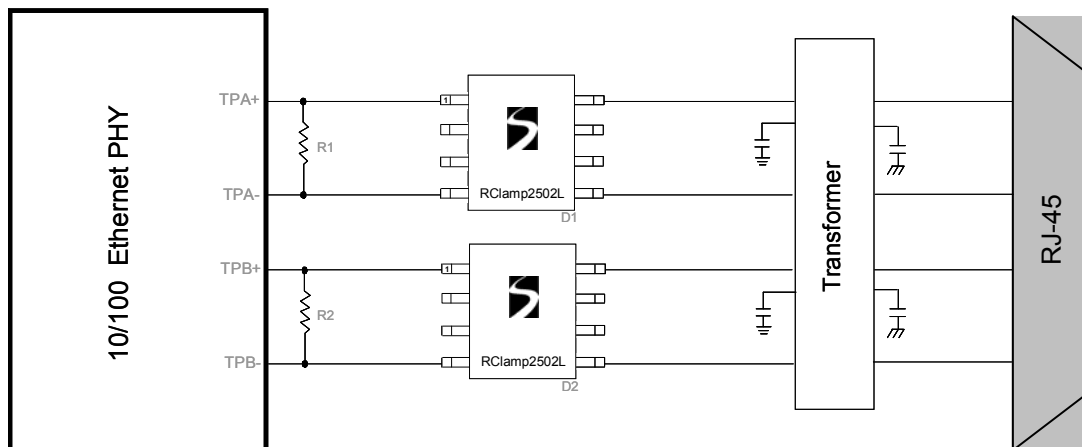 10/100 Ethernet PHY
TPA+
R1
TPA-
TPB+
R2
TPB-
1
RClamp2502L
D1
1
RClamp2502L
D2
Transformer
RJ-45